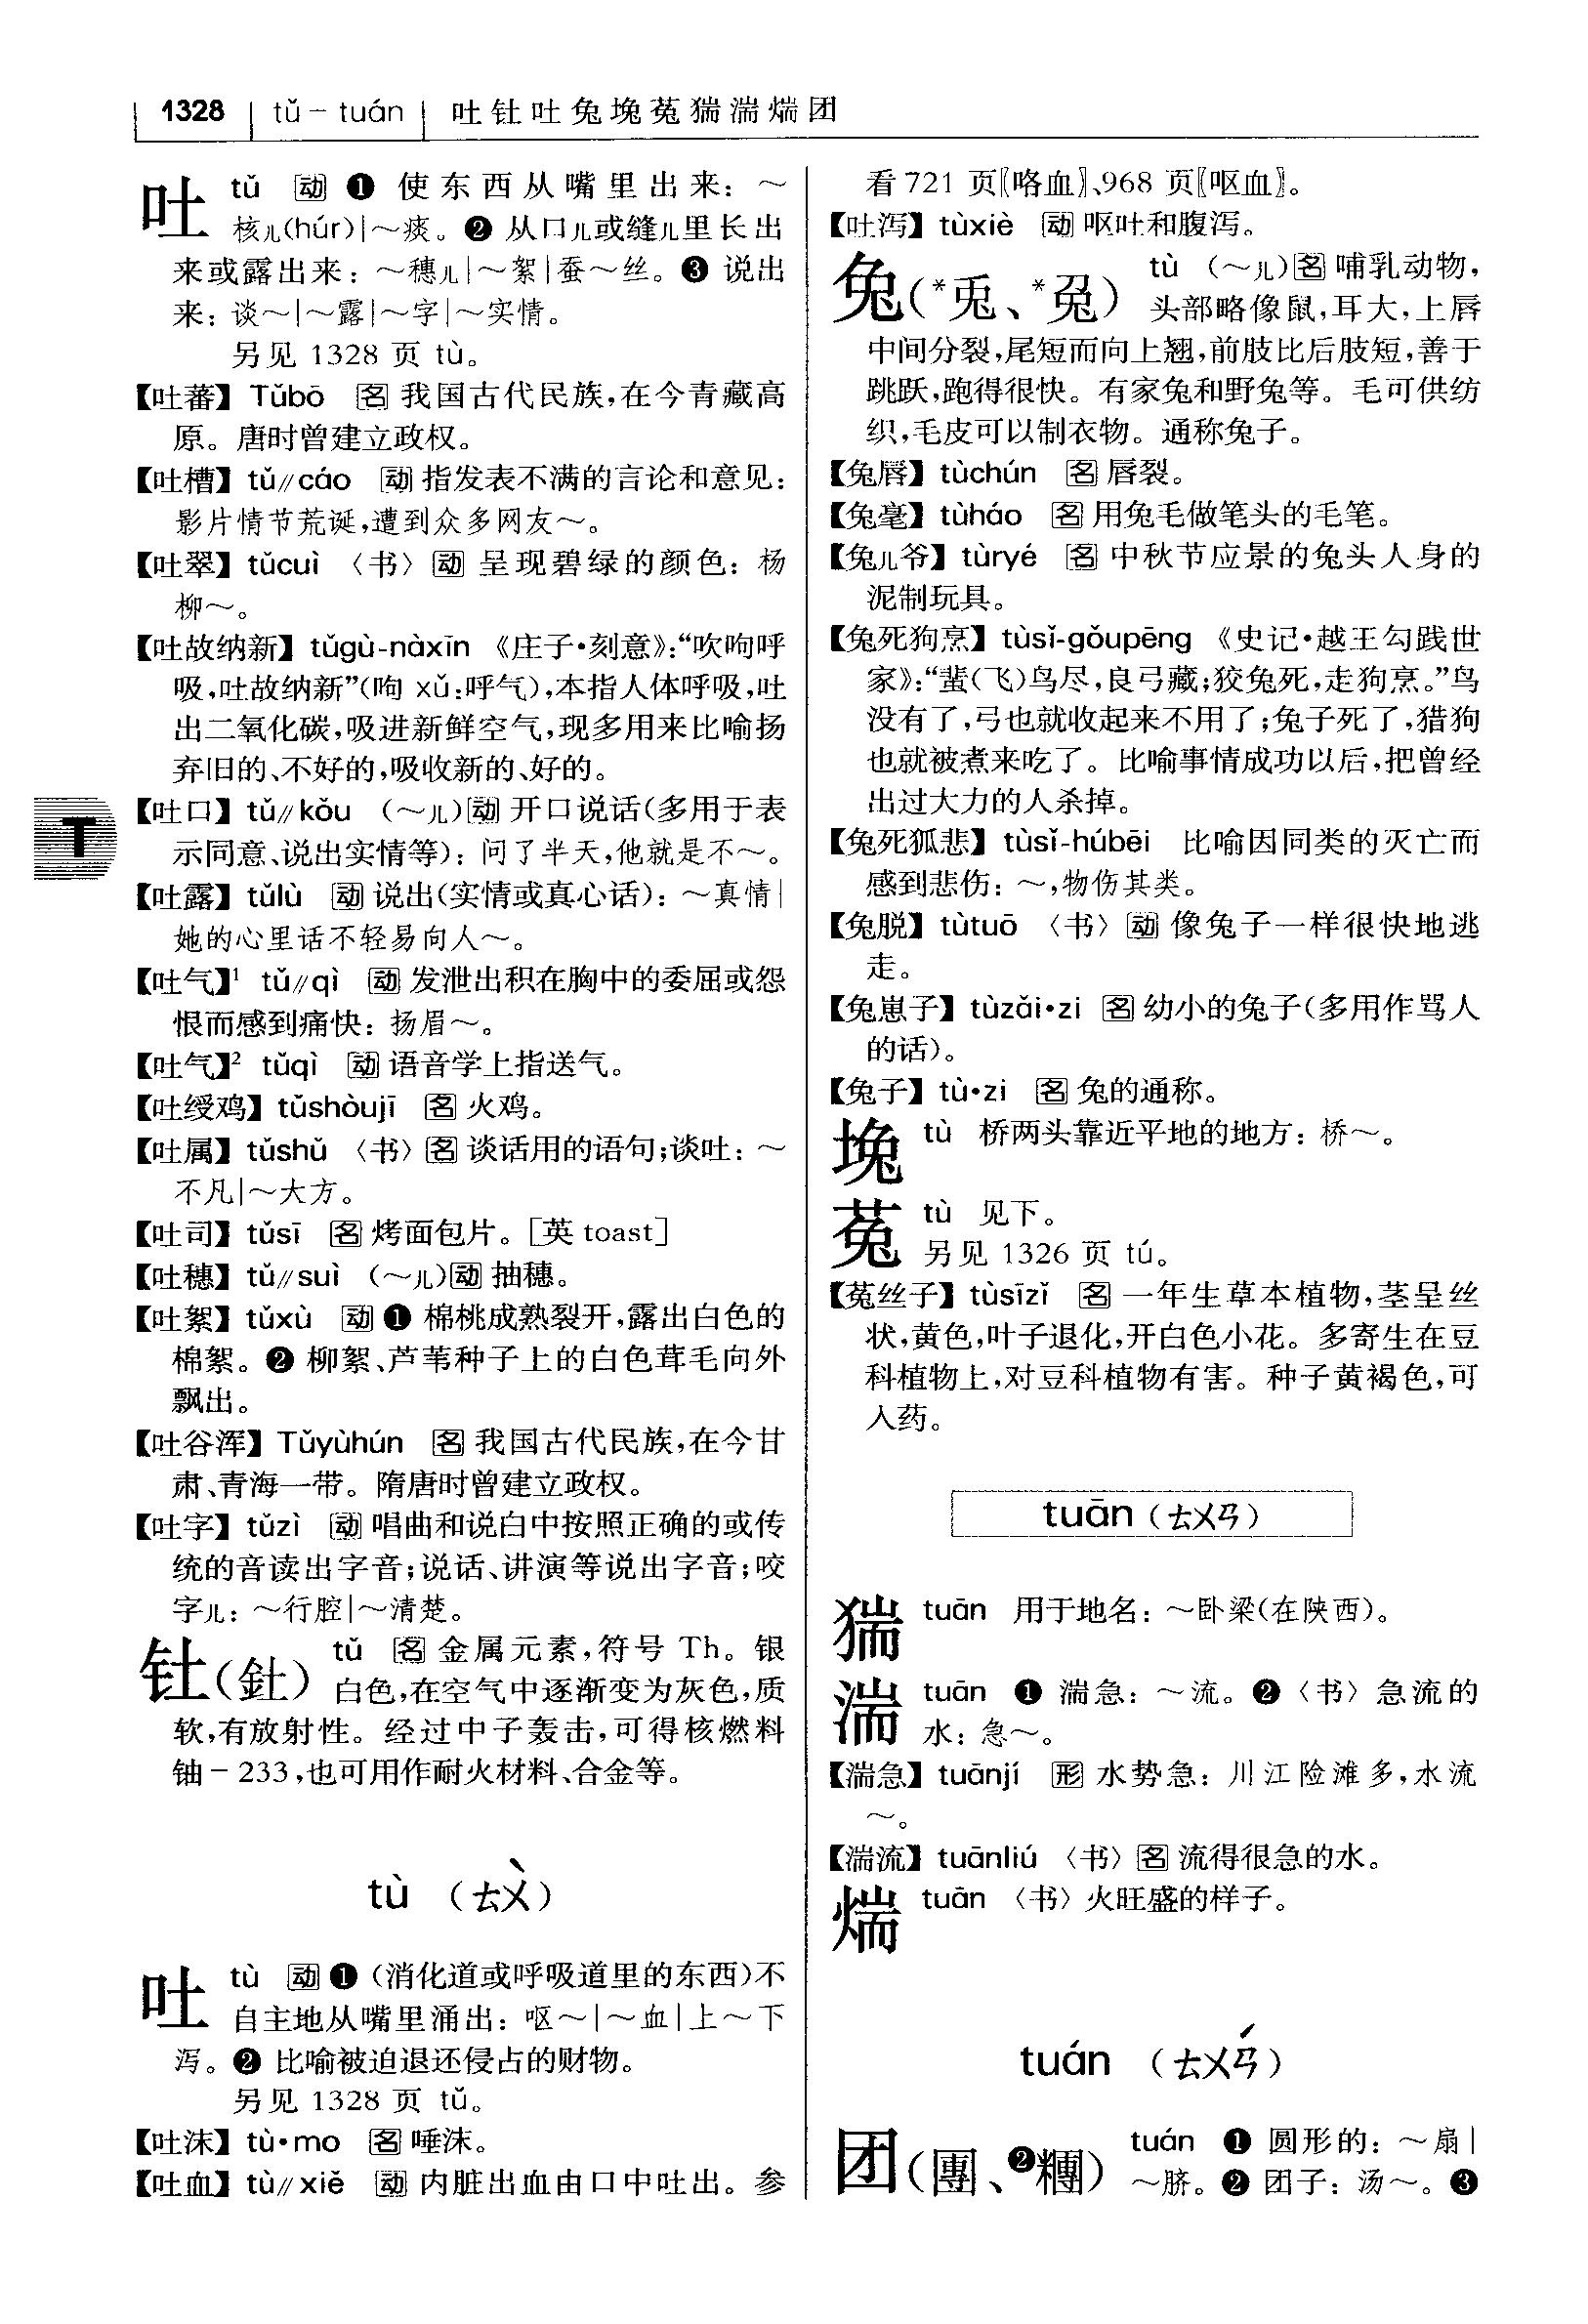 1328 tǔ－tuán 吐钍吐兔堍菟猯湍煓团
吐 tǔ 动 ❶ 使东西从嘴里出来：～
核儿(húr)|～痰。❷ 从口儿或缝儿里长出
来或露出来：～穗儿|～絮|蚕～丝。❸ 说出
来：谈～|～露|～字|～实情。
另见 1328 页 tù。
【吐蕃】Tǔbō 名 我国古代民族，在今青藏高
原。唐时曾建立政权。
【吐槽】tǔ//cáo 动 指发表不满的言论和意见：
影片情节荒诞，遭到众多网友～。
【吐翠】tǔcuì〈书〉动 呈现碧绿的颜色：杨
柳～。
【吐故纳新】tǔgù-nàxīn《庄子·刻意》：“吹呴呼
吸，吐故纳新”(呴 xǔ：呼气)，本指人体呼吸，吐
出二氧化碳，吸进新鲜空气，现多用来比喻扬
弃旧的、不好的，吸收新的、好的。
【吐口】tǔ//kǒu （～儿）动 开口说话（多用于表
示同意、说出实情等）：问了半天，他就是不～。
【吐露】tǔlù 动 说出（实情或真心话）：～真情|
她的心里话不轻易向人～。
【吐气】¹ tǔ//qì 动 发泄出积在胸中的委屈或怨
恨而感到痛快：扬眉～。
【吐气】² tǔqì 动 语音学上指送气。
【吐绶鸡】tǔshòujī 名 火鸡。
【吐属】tǔshǔ〈书〉名 谈话用的语句；谈吐：～
不凡|～大方。
【吐司】tǔsī 名 烤面包片。［英 toast］
【吐穗】tǔ//suì （～儿）动 抽穗。
【吐絮】tǔxù 动 ❶ 棉桃成熟裂开，露出白色的
棉絮。❷ 柳絮、芦苇种子上的白色茸毛向外
飘出。
【吐谷浑】Tǔyùhún 名 我国古代民族，在今甘
肃、青海一带。隋唐时曾建立政权。
【吐字】tǔzì 动 唱曲和说白中按照正确的或传
统的音读出字音；说话、讲演等说出字音；咬
字儿：～行腔|～清楚。
钍（釷） tǔ 名 金属元素，符号 Th。银
白色，在空气中逐渐变为灰色，质
软，有放射性。经过中子轰击，可得核燃料
铀－233，也可用作耐火材料、合金等。
tù （ㄊㄨˋ）
吐 tù 动 ❶（消化道或呼吸道里的东西）不
自主地从嘴里涌出：呕～|～血|上～下
泻。❷ 比喻被迫退还侵占的财物。
另见 1328 页 tǔ。
【吐沫】tù·mo 名 唾沫。
【吐血】tù//xiě 动 内脏出血由口中吐出。参
T
看 721 页〖咯血〗、968 页〖呕血〗。
【吐泻】tùxiè 动 呕吐和腹泻。
兔（*兎、*兔） tù （～儿）名 哺乳动物，
头部略像鼠，耳大，上唇
中间分裂，尾短而向上翘，前肢比后肢短，善于
跳跃，跑得很快。有家兔和野兔等。毛可供纺
织，毛皮可以制衣物。通称兔子。
【兔唇】tùchún 名 唇裂。
【兔毫】tùháo 名 用兔毛做笔头的毛笔。
【兔儿爷】tùryé 名 中秋节应景的兔头人身的
泥制玩具。
【兔死狗烹】tùsǐ-gǒupēng《史记·越王勾践世
家》：“蜚（飞）鸟尽，良弓藏；狡兔死，走狗烹。”鸟
没有了，弓也就收起来不用了；兔子死了，猎狗
也就被煮来吃了。比喻事情成功以后，把曾经
出过大力的人杀掉。
【兔死狐悲】tùsǐ-húbēi 比喻因同类的灭亡而
感到悲伤：～，物伤其类。
【兔脱】tùtuō〈书〉动 像兔子一样很快地逃
走。
【兔崽子】tùzǎi·zi 名 幼小的兔子（多用作骂人
的话）。
【兔子】tù·zi 名 兔的通称。
堍 tù 桥两头靠近平地的地方：桥～。
菟 tù 见下。
另见 1326 页 tú。
【菟丝子】tùsīzǐ 名 一年生草本植物，茎呈丝
状，黄色，叶子退化，开白色小花。多寄生在豆
科植物上，对豆科植物有害。种子黄褐色，可
入药。
tuān（ㄊㄨㄢ）
猯 tuān 用于地名：～卧梁（在陕西）。
湍 tuān ❶ 湍急：～流。❷〈书〉急流的
水：急～。
【湍急】tuānjí 形 水势急：川江险滩多，水流
～。
【湍流】tuānliú〈书〉名 流得很急的水。
煓 tuān〈书〉火旺盛的样子。
tuán （ㄊㄨㄢˊ）
团（團、❷糰） tuán ❶ 圆形的：～扇|
～脐。❷ 团子：汤～。❸